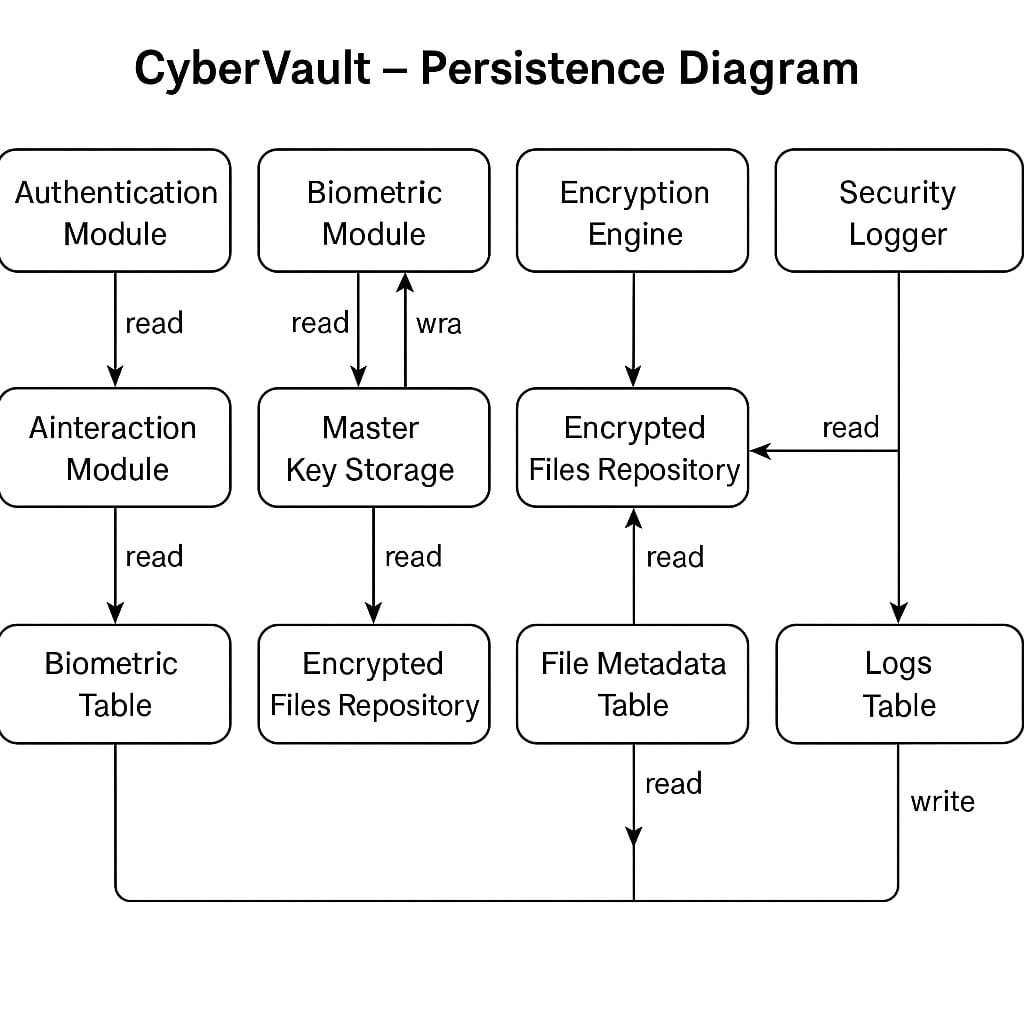 CyberVault – Persistence Diagram
Authentication
Module
Biometric
Module
Encryption
Engine
Security
Logger
read
read
wra
Ainteraction
Module
Master
Key Storage
Encrypted
Files Repository
read
read
read
read
Biometric
Table
Encrypted
Files Repository
File Metadata
Table
Logs
Table
read
write